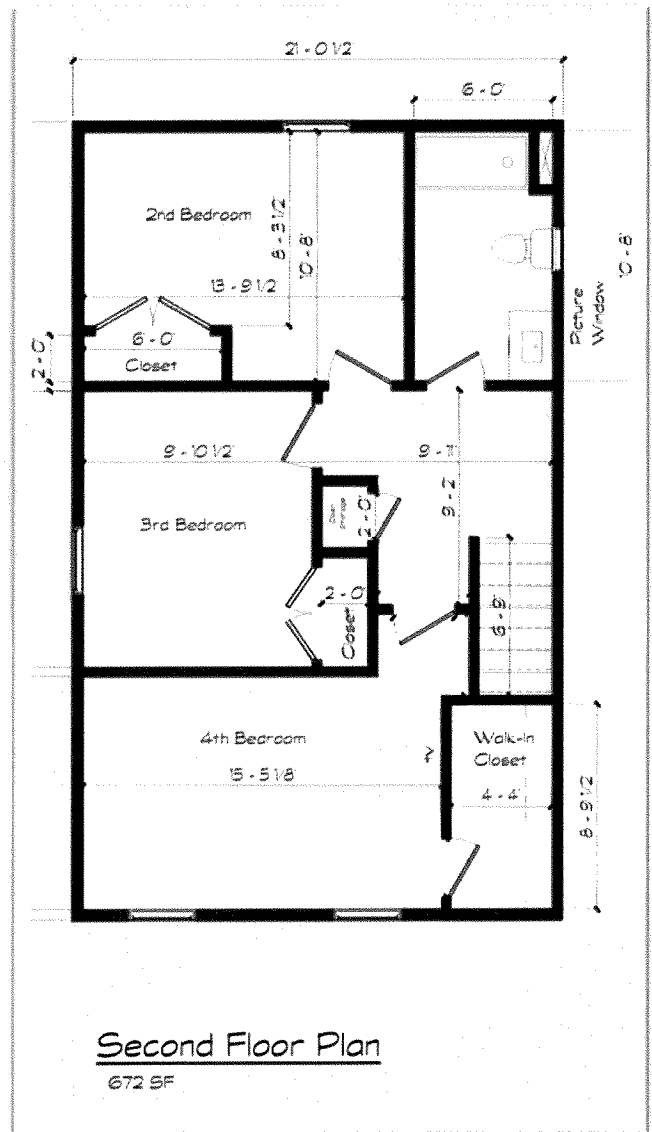 21 - 0 1/2"
6 - 0"
2nd Bedroom
8 - 3 1/2"
10 - 8"
10 - 8"
13 - 9 1/2"
Picture
Window
6 - 0"
2 - 0"
Closet
9 - 10 1/2"
9 - 11"
9 - 2"
3rd Bedroom
2 - 0"
2 - 0"
Closet
6 - 9"
4th Bedroom
TV
Walk-In
Closet
15 - 5 1/8"
4 - 4"
8 - 9 1/2"
Second Floor Plan
672 SF